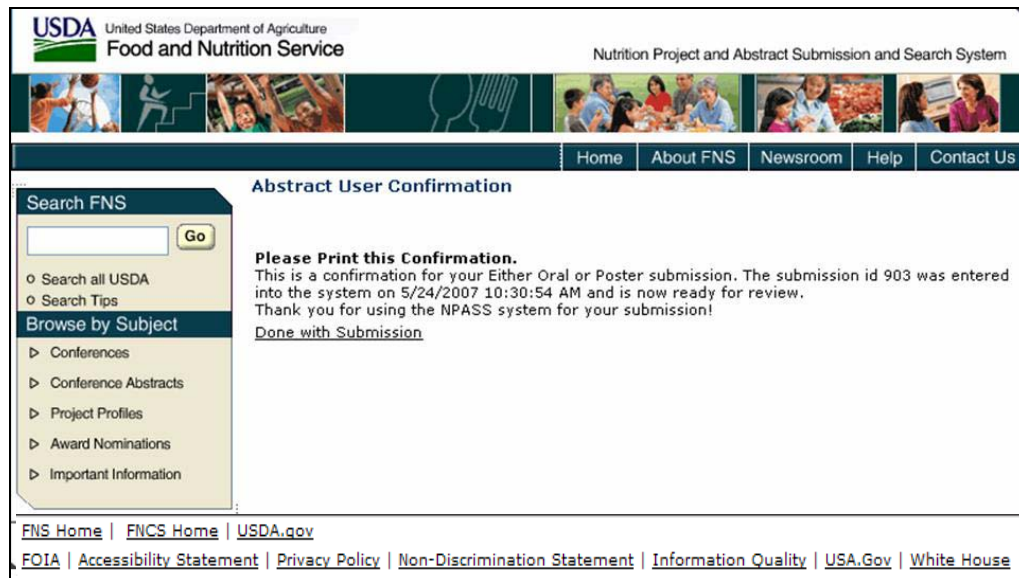 USDA United States Department of Agriculture
Food and Nutrition Service
Nutrition Project and Abstract Submission and Search System
Home About FNS Newsroom Help Contact Us
Search FNS
Go
o Search all USDA
o Search Tips
Browse by Subject
Conferences
Conference Abstracts
Project Profiles
Award Nominations
Important Information
Abstract User Confirmation
Please Print this Confirmation.
This is a confirmation for your Either Oral or Poster submission. The submission id 903 was entered
into the system on 5/24/2007 10:30:54 AM and is now ready for review.
Thank you for using the NPASS system for your submission!
Done with Submission
FNS Home | FNCS Home | USDA.gov
FOIA | Accessibility Statement | Privacy Policy | Non-Discrimination Statement | Information Quality | USA.Gov | White House